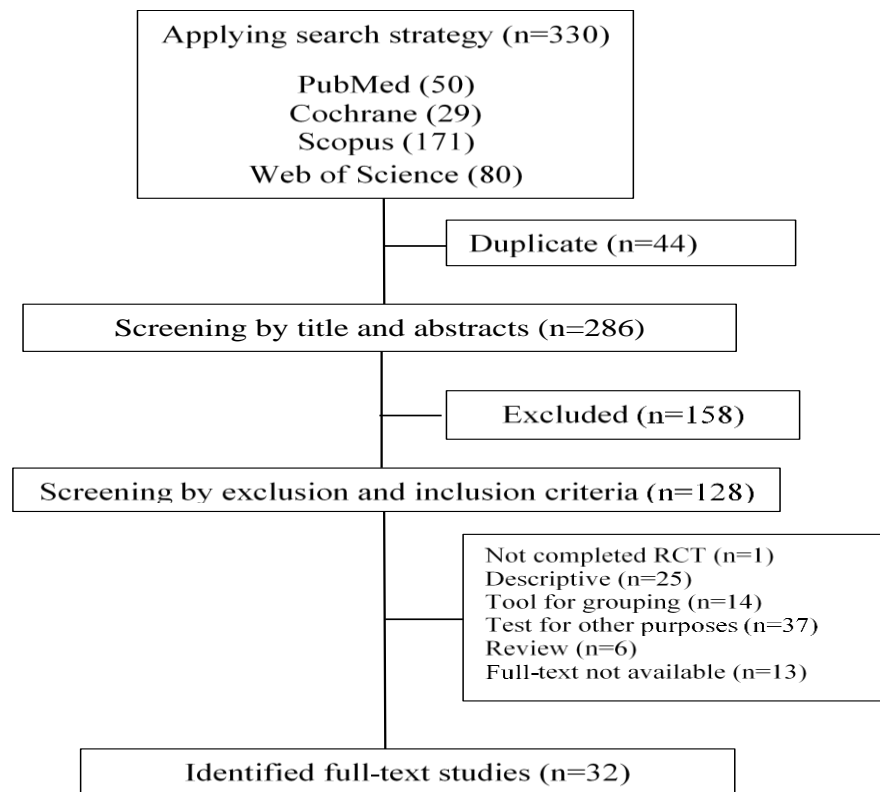 Applying search strategy (n=330)
PubMed (50)
Cochrane (29)
Scopus (171)
Web of Science (80)
Duplicate (n=44)
Screening by title and abstracts (n=286)
Excluded (n=158)
Screening by exclusion and inclusion criteria (n=128)
Not completed RCT (n=1)
Descriptive (n=25)
Tool for grouping (n=14)
Test for other purposes (n=37)
Review (n=6)
Full-text not available (n=13)
Identified full-text studies (n=32)